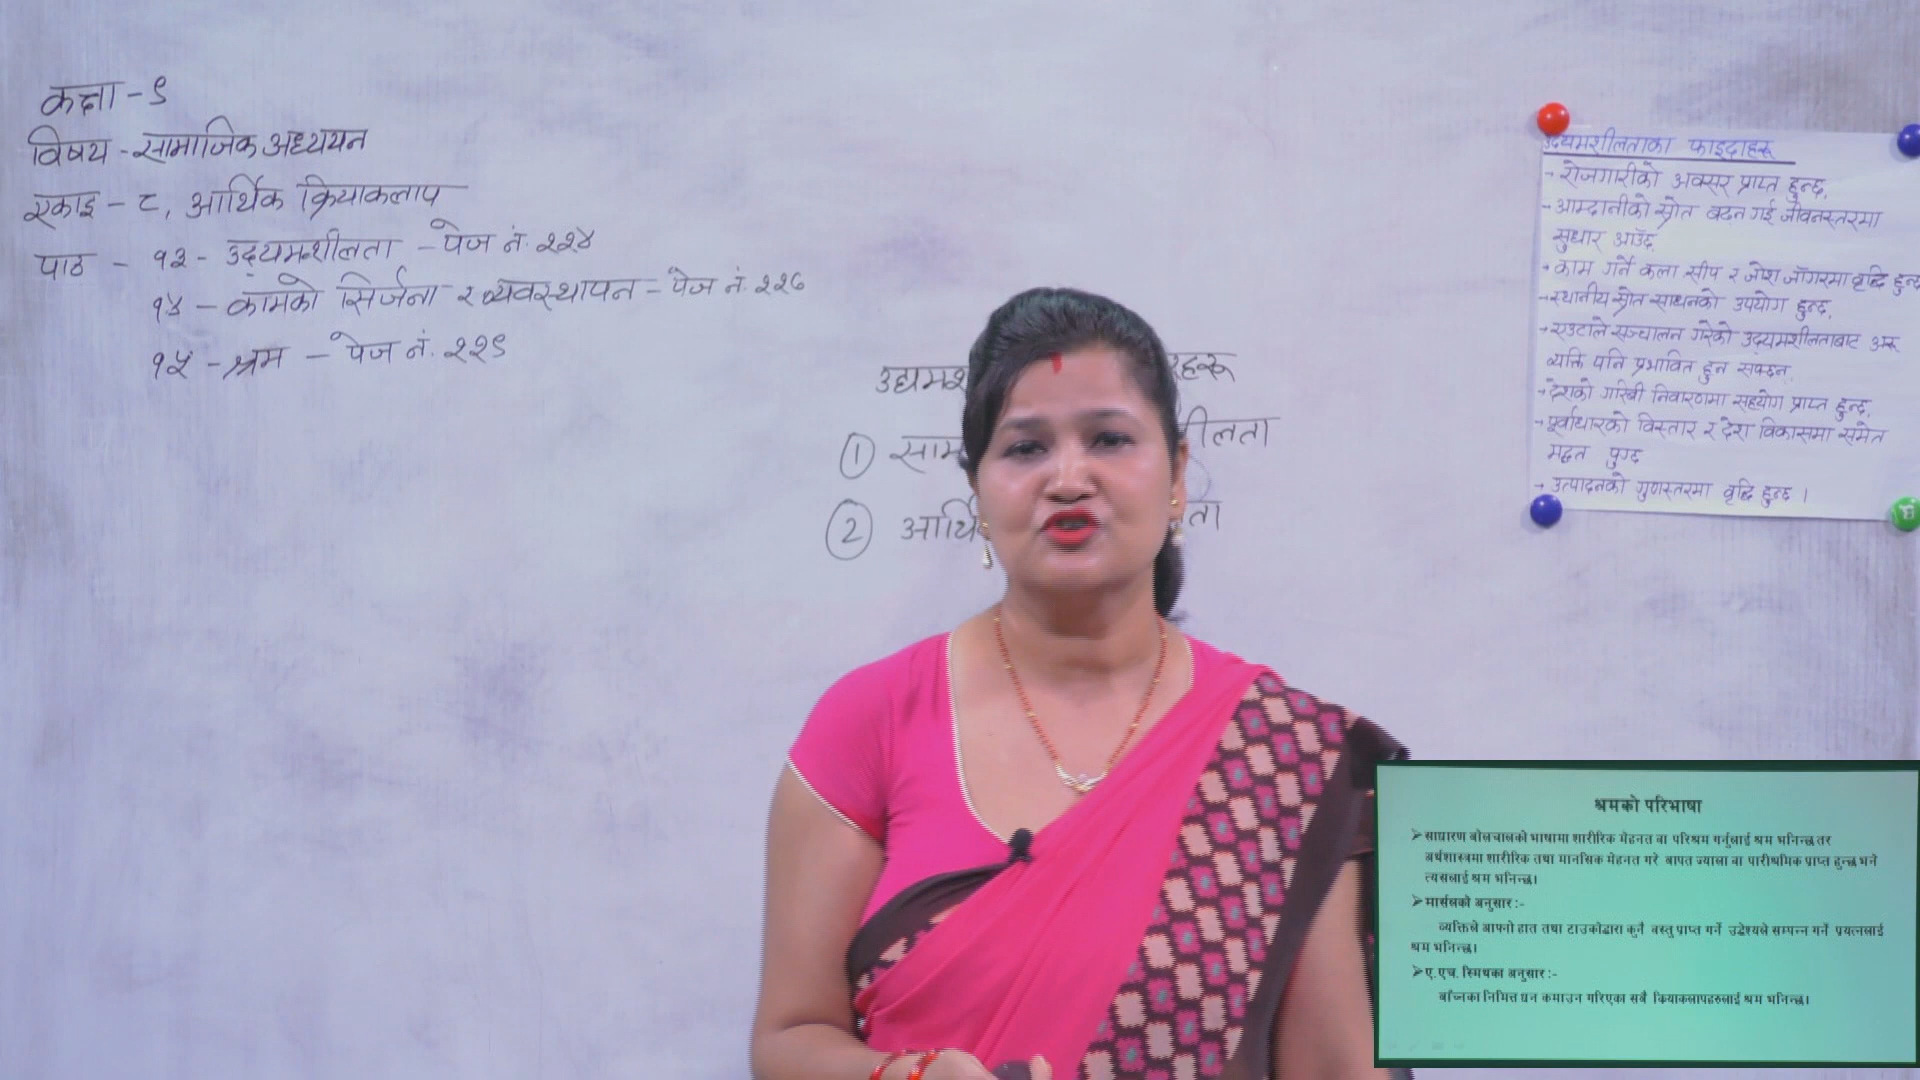 कक्षा - ९
विषय - सामाजिक अध्ययन
एकाइ - ८, आर्थिक क्रियाकलाप
पाठ - १३ - उद्यमशीलता - पेज नं. २२४
१४ - कामको सिर्जना र व्यवस्थापन - पेज नं. २२७
१५ - श्रम - पेज नं. २२९
उद्यमश
हरू
① साम
ीलता
② आर्थि
ता
उद्यमशीलताका फाइदाहरू
- रोजगारीको अवसर प्राप्त हुन्छ,
- आम्दानीको स्रोत बढ्न गई जीवनस्तरमा
सुधार आउँछ
- काम गर्ने कला सीप र जोश जाँगरमा वृद्धि हुन्छ
- स्थानीय स्रोत साधनको उपयोग हुन्छ,
- एउटाले सञ्चालन गरेको उद्यमशीलताबाट अरू
व्यक्ति पनि प्रभावित हुन सक्छन्,
- देशको गरिबी निवारणमा सहयोग प्राप्त हुन्छ,
- पूर्वाधारको विस्तार र देश विकासमा समेत
मद्दत पुग्छ
- उत्पादनको गुणस्तरमा वृद्धि हुन्छ ।
श्रमको परिभाषा
➢ साधारण बोलचालको भाषामा शारीरिक मेहनत वा परिश्रम गर्नुलाई श्रम भनिन्छ तर
अर्थशास्त्रमा शारीरिक तथा मानसिक मेहनत गरे बापत ज्याला वा पारीश्रमिक प्राप्त हुन्छ भने
त्यसलाई श्रम भनिन्छ।
➢ मार्सलको अनुसार :-
व्यक्तिले आफ्नो हात तथा टाउकोद्वारा कुनै वस्तु प्राप्त गर्ने उद्धेश्यले सम्पन्न गर्ने प्रयत्नलाई
श्रम भनिन्छ।
➢ ए. एच. स्मिथका अनुसार :-
बाँच्नका निमित्त धन कमाउन गरिएका सबै कियाकलापहरुलाई श्रम भनिन्छ।